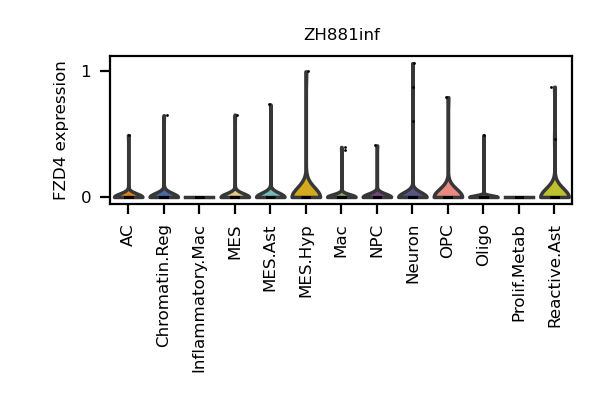 ZH881inf
FZD4 expression
1
0
AC
Chromatin.Reg
Inflammatory.Mac
MES
MES.Ast
MES.Hyp
Mac
NPC
Neuron
OPC
Oligo
Prolif.Metab
Reactive.Ast